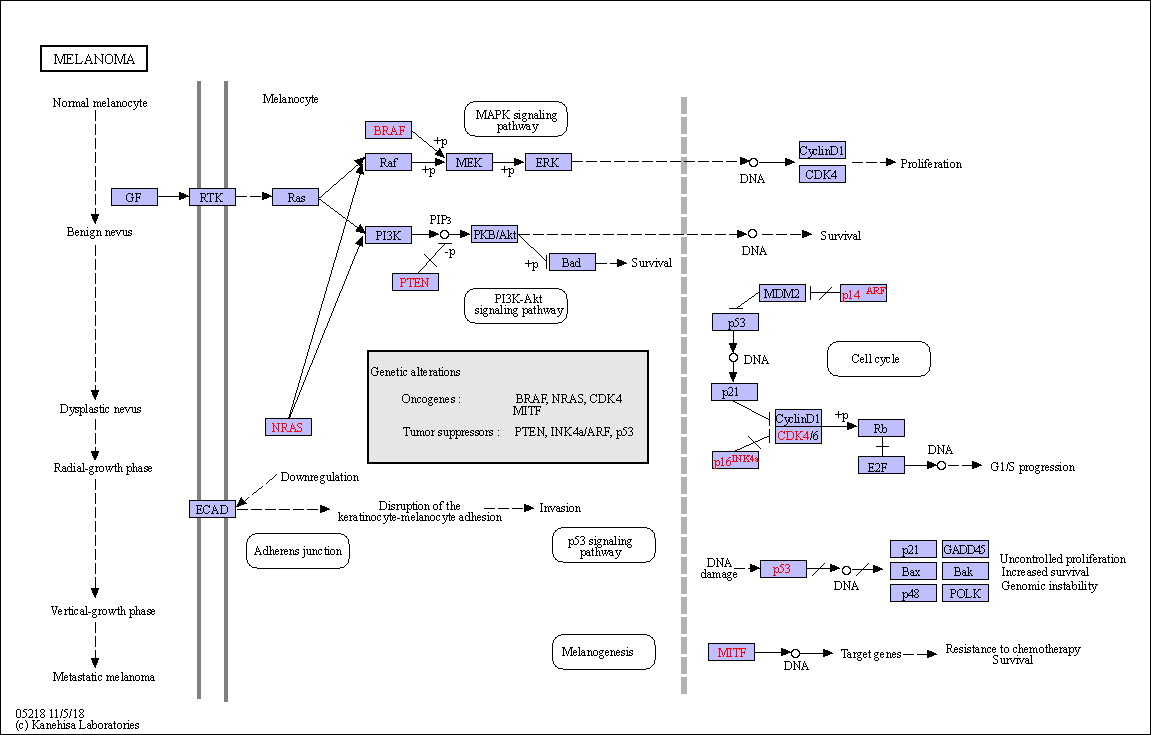 MELANOMA
Normal melanocyte
Benign nevus
Dysplastic nevus
Radial-growth phase
Vertical-growth phase
Metastatic melanoma
Melanocyte
GF
RTK
Ras
BRAF
+p
Raf
+p
MEK
+p
ERK
MAPK signaling
pathway
DNA
CyclinD1
CDK4
Proliferation
PI3K
PIP3
-p
PTEN
PKB/Akt
+p
Bad
Survival
DNA
Survival
PI3K-Akt
signaling pathway
MDM2
p14 ARF
p53
DNA
p21
Cell cycle
CyclinD1
CDK4/6
+p
Rb
p16 INK4a
E2F
DNA
G1/S progression
NRAS
Genetic alterations
Oncogenes : BRAF, NRAS, CDK4
MITF
Tumor suppressors : PTEN, INK4a/ARF, p53
Downregulation
ECAD
Disruption of the
keratinocyte-melanocyte adhesion
Invasion
Adherens junction
p53 signaling
pathway
DNA
damage
p53
DNA
p21
GADD45
Bax
Bak
p48
POLK
Uncontrolled proliferation
Increased survival
Genomic instability
Melanogenesis
MITF
DNA
Target genes
Resistance to chemotherapy
Survival
05218 11/5/18
(c) Kanehisa Laboratories